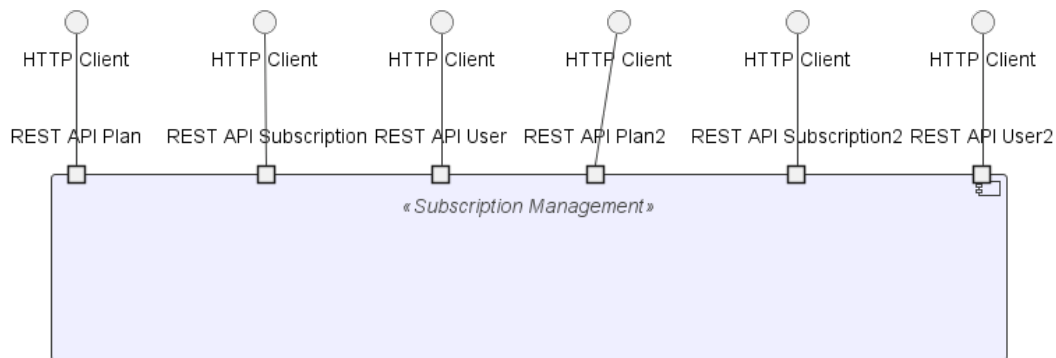 HTTP Client HTTP Client HTTP Client HTTP Client HTTP Client HTTP Client
REST API Plan REST API Subscription REST API User REST API Plan2 REST API Subscription2 REST API User2
«Subscription Management»